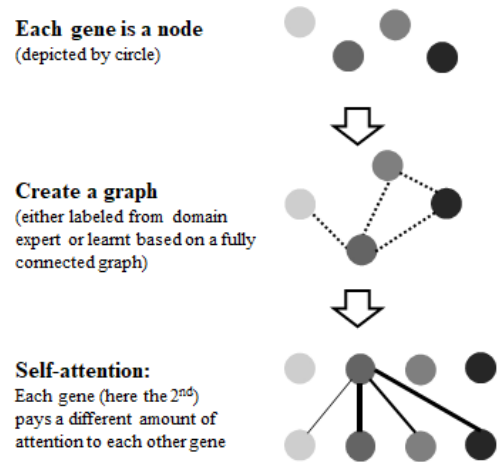 Each gene is a node
(depicted by circle)
Create a graph
(either labeled from domain
expert or learnt based on a fully
connected graph)
Self-attention:
Each gene (here the 2nd)
pays a different amount of
attention to each other gene